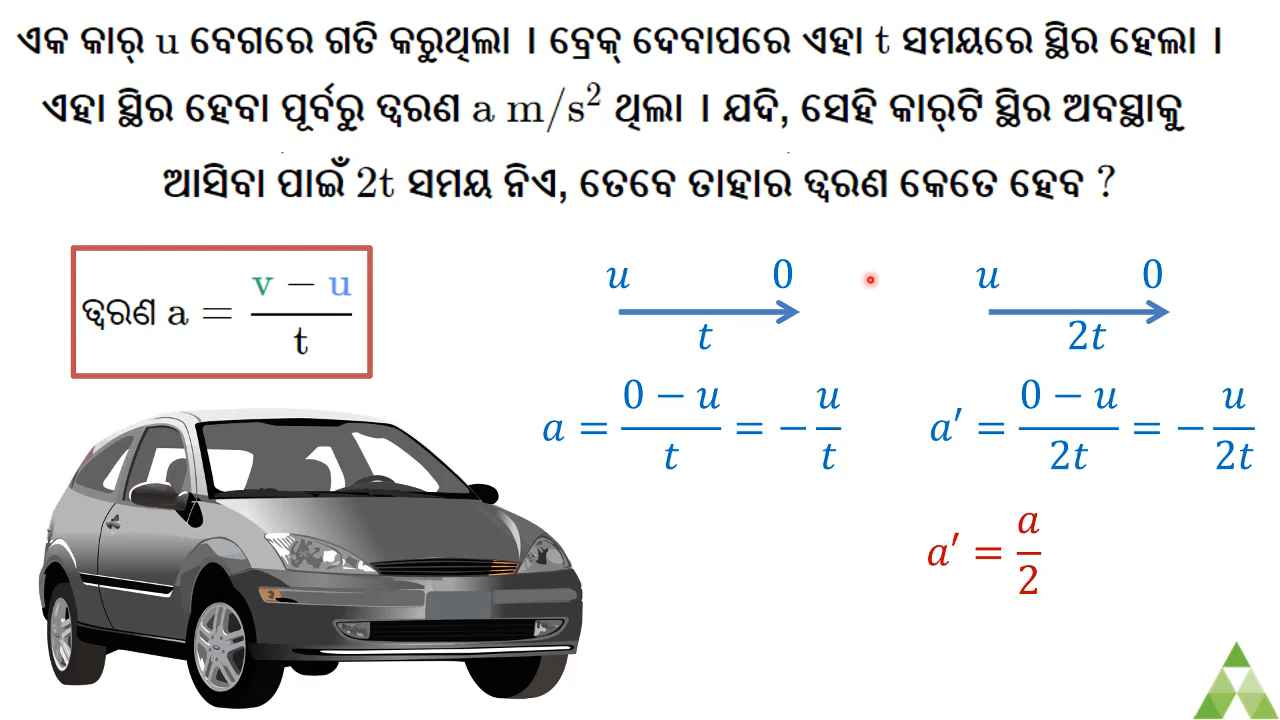 ଏକ କାର୍ u ବେଗରେ ଗତି କରୁଥିଲା । ବ୍ରେକ୍ ଦେବାପରେ ଏହା t ସମୟରେ ସ୍ଥିର ହେଲା ।
ଏହା ସ୍ଥିର ହେବା ପୂର୍ବରୁ ତ୍ୱରଣ a m/s² ଥିଲା । ଯଦି, ସେହି କାର୍‌ଟି ସ୍ଥିର ଅବସ୍ଥାକୁ
ଆସିବା ପାଇଁ 2t ସମୟ ନିଏ, ତେବେ ତାହାର ତ୍ୱରଣ କେତେ ହେବ ?
ତ୍ୱରଣ a = (v − u)/t
u 0
t
a = (0 − u)/t = −u/t
u 0
2t
a′ = (0 − u)/2t = −u/2t
a′ = a/2